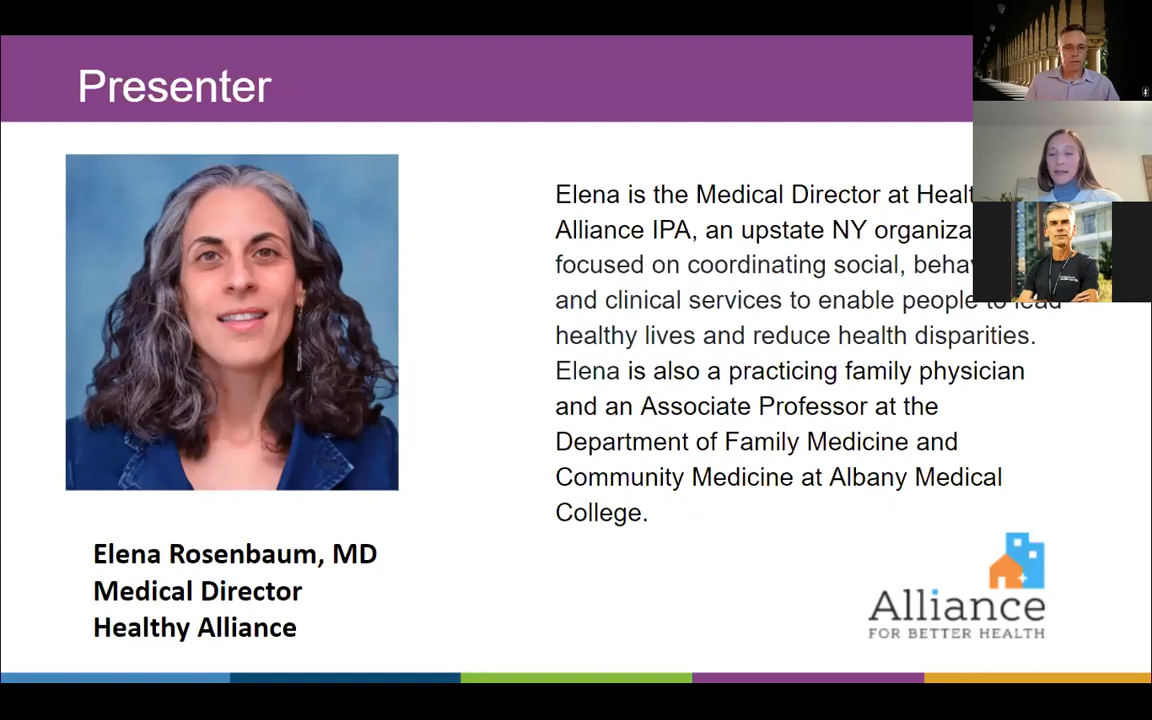 Presenter
Elena is the Medical Director at
Alliance IPA, an upstate NY
focused on coordinating social,
and clinical services to enable people to lead
healthy lives and reduce health disparities.
Elena is also a practicing family physician
and an Associate Professor at the
Department of Family Medicine and
Community Medicine at Albany Medical
College.
Elena Rosenbaum, MD
Medical Director
Healthy Alliance
Alliance
FOR BETTER HEALTH